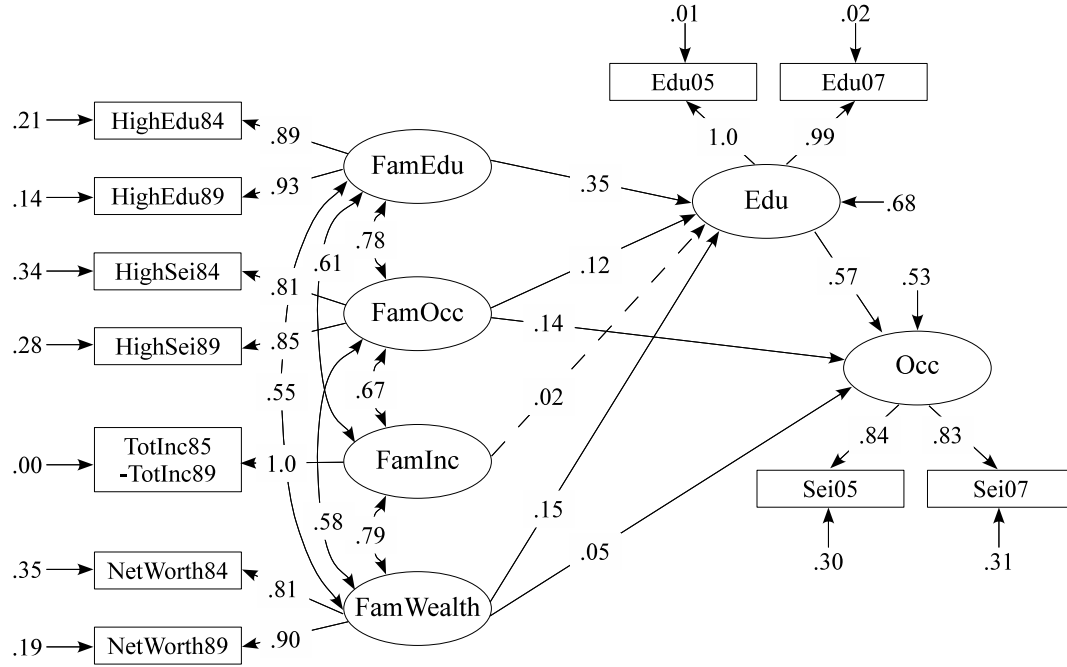 .01
.02
Edu05
Edu07
.21
HighEdu84
.89
1.0
.99
FamEdu
.14
HighEdu89
.93
.35
Edu
.68
.78
.34
HighSei84
.61
.12
.81
.57
.53
FamOcc
.14
.28
HighSei89
.85
Occ
.55
.67
.02
.84
.83
TotInc85
-TotInc89
.00
1.0
FamInc
Sei05
Sei07
.58
.79
.15
.05
.30
.31
.35
NetWorth84
.81
FamWealth
.19
NetWorth89
.90